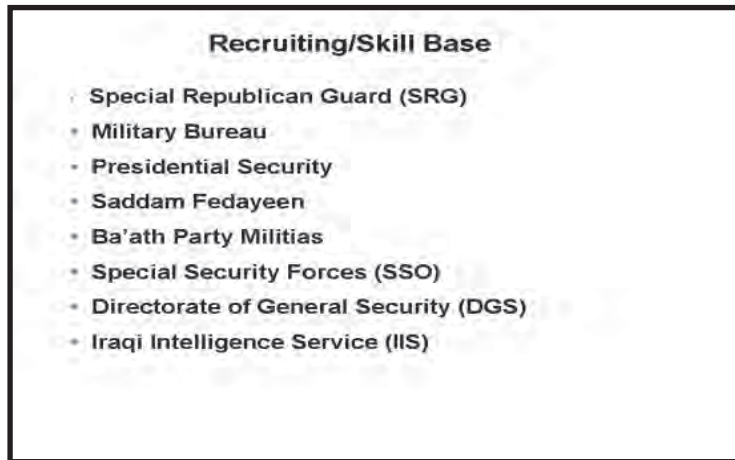 Recruiting/Skill Base
· Special Republican Guard (SRG)
• Military Bureau
• Presidential Security
• Saddam Fedayeen
• Ba'ath Party Militias
• Special Security Forces (SSO)
• Directorate of General Security (DGS)
• Iraqi Intelligence Service (IIS)